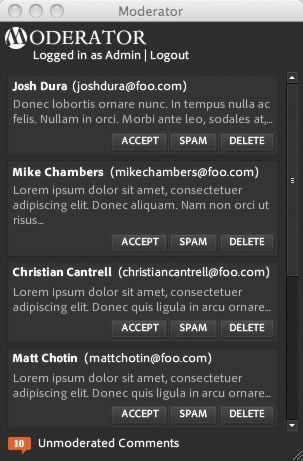 Moderator
MODERATOR
Logged in as Admin | Logout
Josh Dura (joshdura@foo.com)
Donec lobortis ornare nunc. In tempus nulla ac
felis. Nullam in orci. Morbi ante leo, sodales at,...
ACCEPT SPAM DELETE
Mike Chambers (mikechambers@foo.com)
Lorem ipsum dolor sit amet, consectetuer
adipiscing elit. Donec aliquam. Nam non orci ut
risus...
ACCEPT SPAM DELETE
Christian Cantrell (christiancantrell@foo.com)
Lorem ipsum dolor sit amet, consectetuer
adipiscing elit. Donec quis ligula in arcu ornare...
ACCEPT SPAM DELETE
Matt Chotin (mattchotin@foo.com)
Lorem ipsum dolor sit amet, consectetuer
adipiscing elit. Donec quis ligula in arcu ornare...
ACCEPT SPAM DELETE
10 Unmoderated Comments